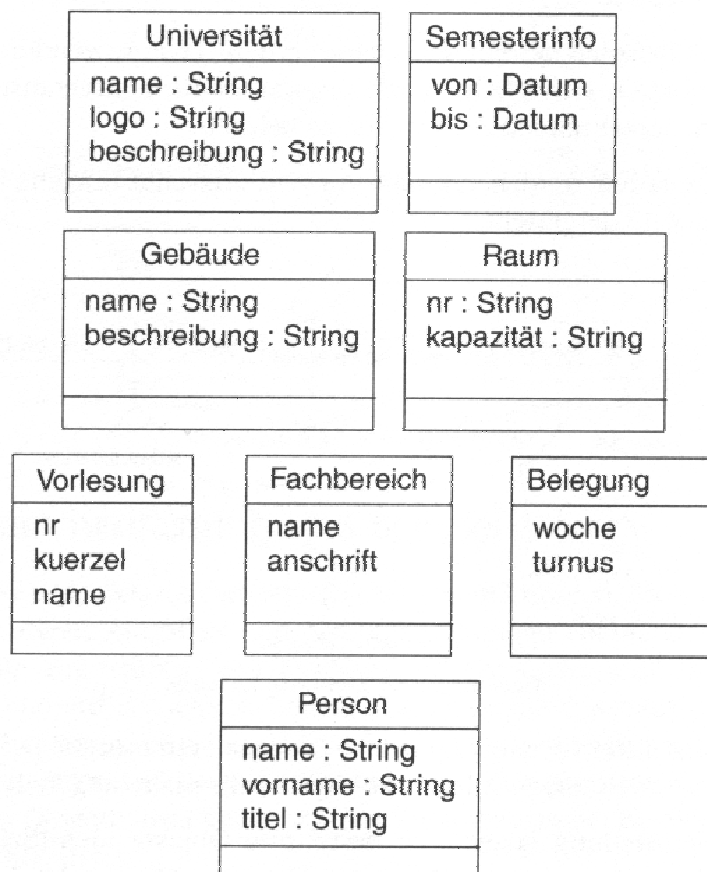 Universität
name : String
logo : String
beschreibung : String
Semesterinfo
von : Datum
bis : Datum
Gebäude
name : String
beschreibung : String
Raum
nr : String
kapazität : String
Vorlesung
nr
kuerzel
name
Fachbereich
name
anschrift
Belegung
woche
turnus
Person
name : String
vorname : String
titel : String